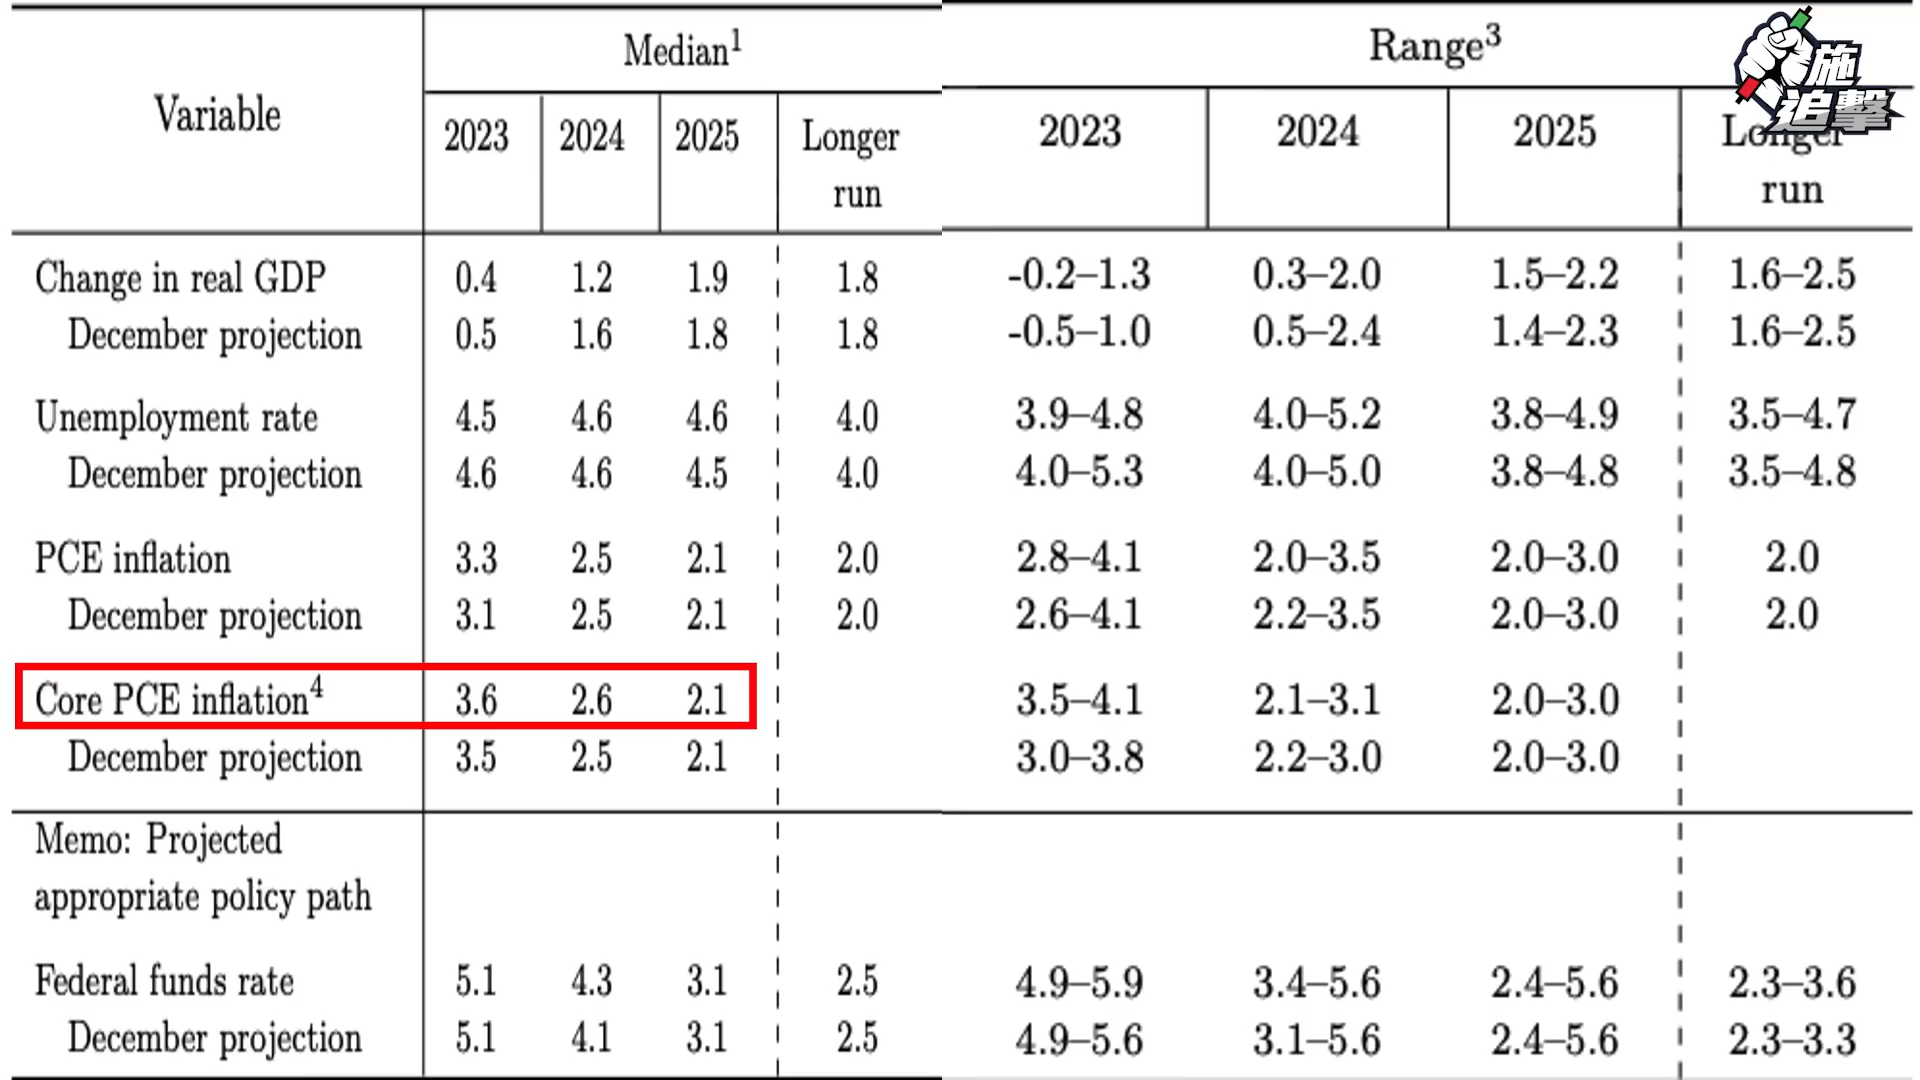 Median¹ Range³
施
追擊
Variable 2023 2024 2025 Longer run 2023 2024 2025 Longer run
Change in real GDP 0.4 1.2 1.9 1.8 -0.2–1.3 0.3–2.0 1.5–2.2 1.6–2.5
December projection 0.5 1.6 1.8 1.8 -0.5–1.0 0.5–2.4 1.4–2.3 1.6–2.5
Unemployment rate 4.5 4.6 4.6 4.0 3.9–4.8 4.0–5.2 3.8–4.9 3.5–4.7
December projection 4.6 4.6 4.5 4.0 4.0–5.3 4.0–5.0 3.8–4.8 3.5–4.8
PCE inflation 3.3 2.5 2.1 2.0 2.8–4.1 2.0–3.5 2.0–3.0 2.0
December projection 3.1 2.5 2.1 2.0 2.6–4.1 2.2–3.5 2.0–3.0 2.0
Core PCE inflation⁴ 3.6 2.6 2.1 3.5–4.1 2.1–3.1 2.0–3.0
December projection 3.5 2.5 2.1 3.0–3.8 2.2–3.0 2.0–3.0
Memo: Projected
appropriate policy path
Federal funds rate 5.1 4.3 3.1 2.5 4.9–5.9 3.4–5.6 2.4–5.6 2.3–3.6
December projection 5.1 4.1 3.1 2.5 4.9–5.6 3.1–5.6 2.4–5.6 2.3–3.3